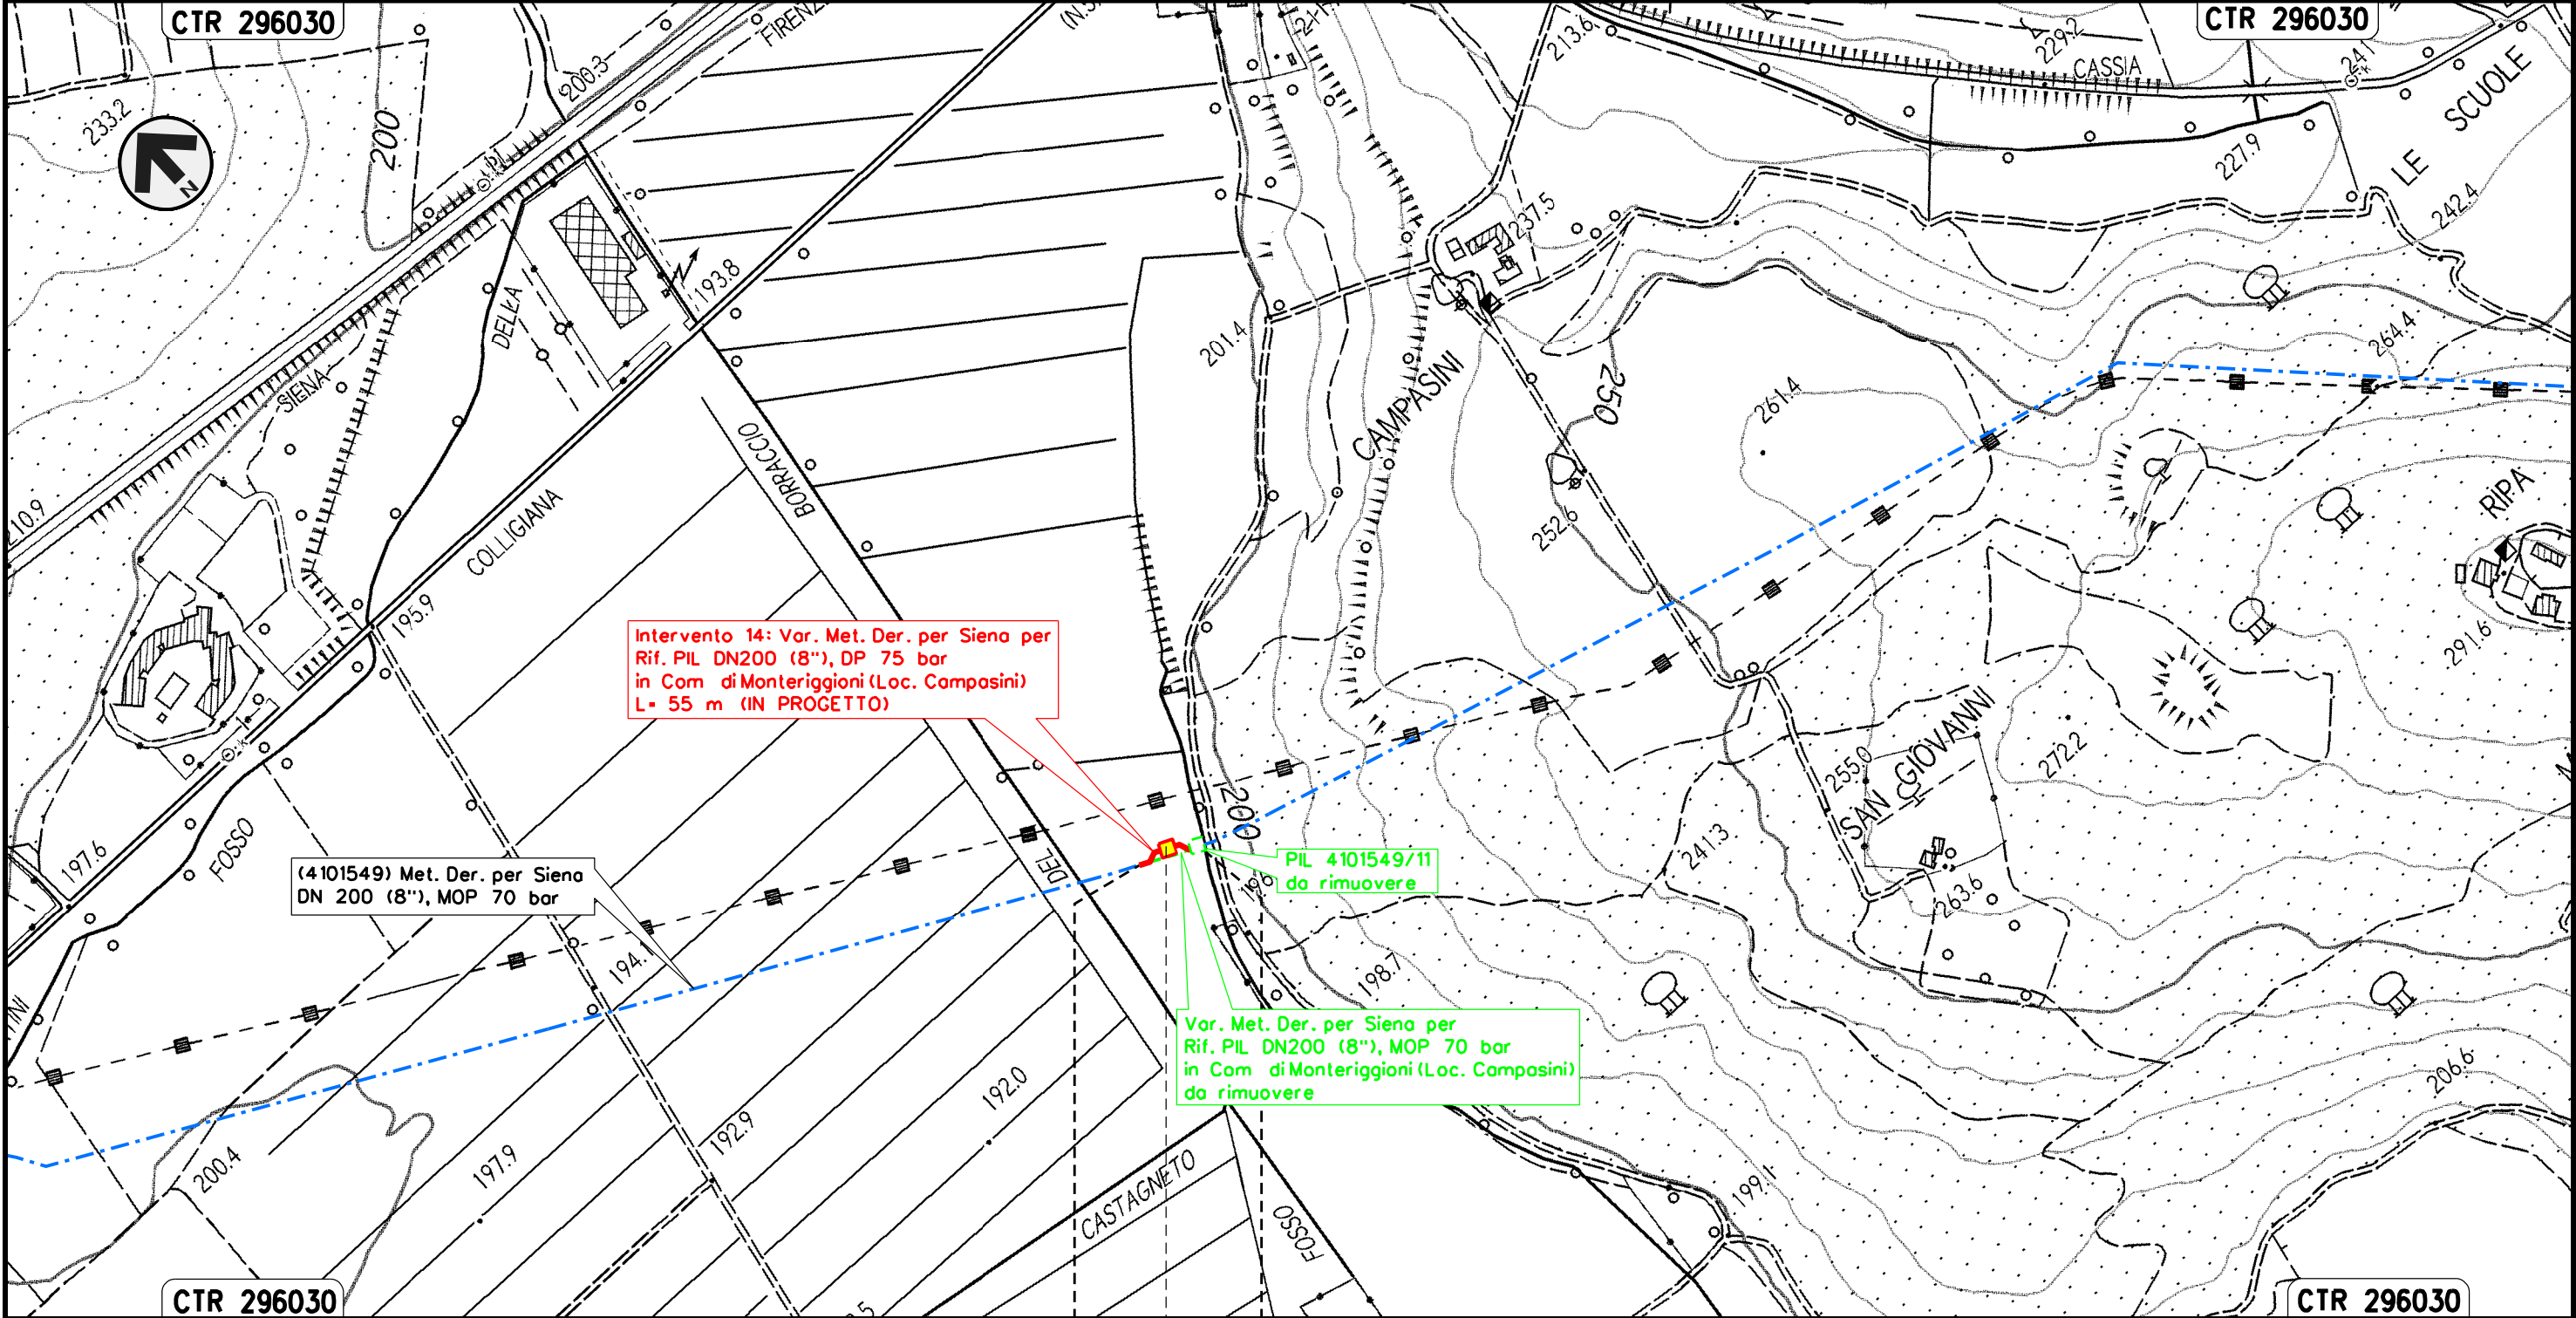 CTR 296030
CTR 296030
FIRENZE
200.3
213.6
229.2
CASSIA
241.1
LE SCUOLE
233.2
200
N
227.9
242.4
237.5
193.8
DELLA
201.4
264.4
SIENA
CAMPASINI
250
261.4
210.9
BORRACCIO
COLLIGIANA
252.6
RIPA
195.9
291.6
Intervento 14: Var. Met. Der. per Siena per
Rif. PIL DN200 (8"), DP 75 bar
in Com di Monteriggioni (Loc. Campasini)
L= 55 m (IN PROGETTO)
SAN GIOVANNI
255.0
272.2
200
197.6
FOSSO
DEL
241.3
(4101549) Met. Der. per Siena
DN 200 (8"), MOP 70 bar
PIL 4101549/11
da rimuovere
196
263.6
194.
198.7
Var. Met. Der. per Siena per
Rif. PIL DN200 (8"), MOP 70 bar
in Com di Monteriggioni (Loc. Campasini)
da rimuovere
192.0
206.6
192.9
200.4
197.9
CASTAGNETO
FOSSO
199.1
CTR 296030
CTR 296030